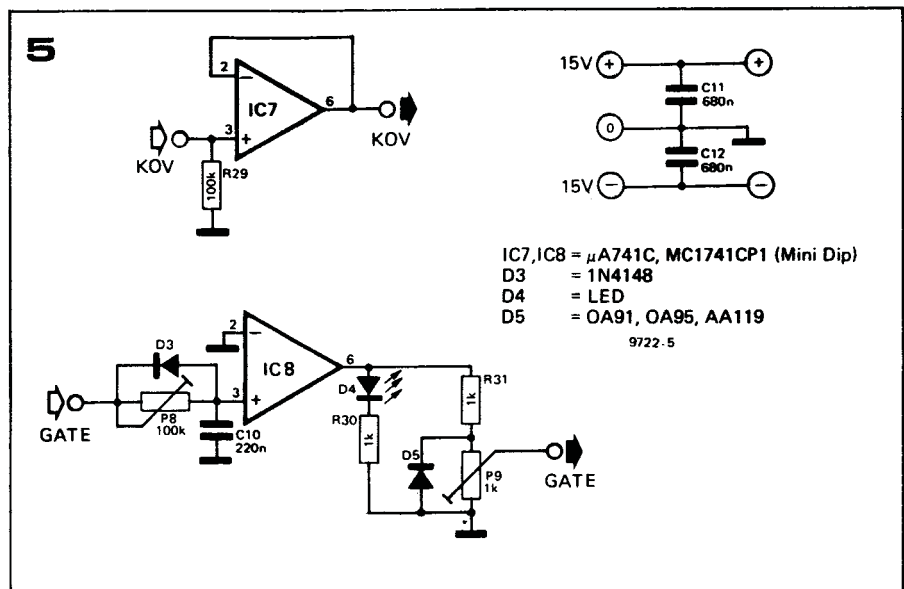 5
2
−
IC7
6
3
+
KOV
KOV
R29
100k
15V + +
C11
680n
0
C12
680n
15V − −
IC7,IC8 = μA741C, MC1741CP1 (Mini Dip)
D3 = 1N4148
D4 = LED
D5 = OA91, OA95, AA119
9722-5
D3
2
−
IC8
6
3
+
P8
100k
GATE
C10
220n
D4
R30
1k
R31
1k
D5
P9
1k
GATE